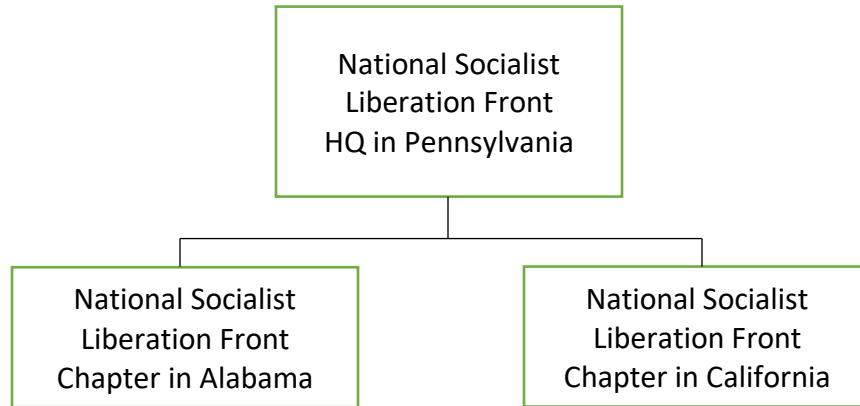 National Socialist
Liberation Front
HQ in Pennsylvania
National Socialist
Liberation Front
Chapter in Alabama
National Socialist
Liberation Front
Chapter in California